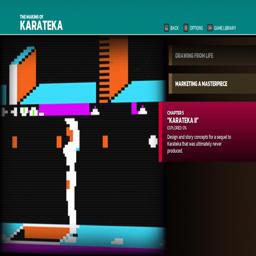 THE MAKING OF
KARATEKA
BACK
OPTIONS
GAME LIBRARY
DRAWING FROM LIFE
MARKETING A MASTERPIECE
CHAPTER 5
"KARATEKA II"
EXPLORED: 0%
Design and story concepts for a sequel to
Karateka that was ultimately never
produced.